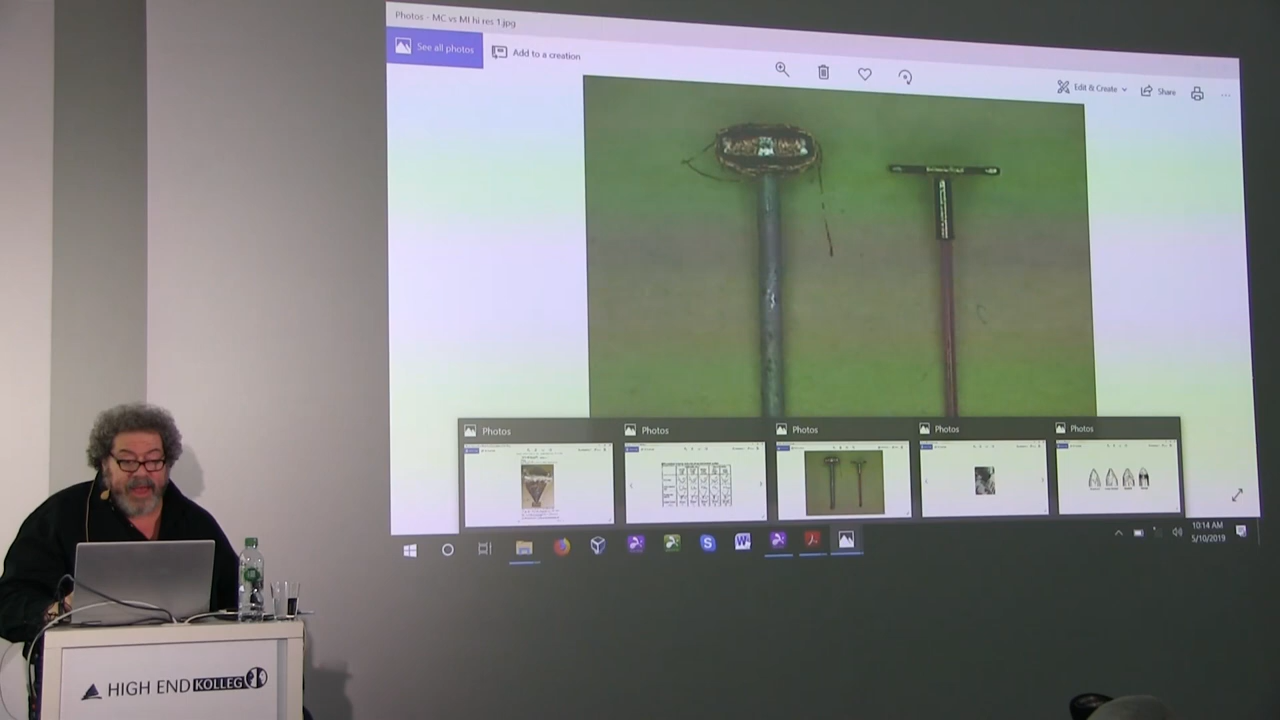 Photos - MC vs MI hi res 1.jpg
See all photos
Add to a creation
Edit & Create
Share
Photos
Photos
Photos
Photos
Photos
10:14 AM
5/10/2019
HIGH END KOLLEG